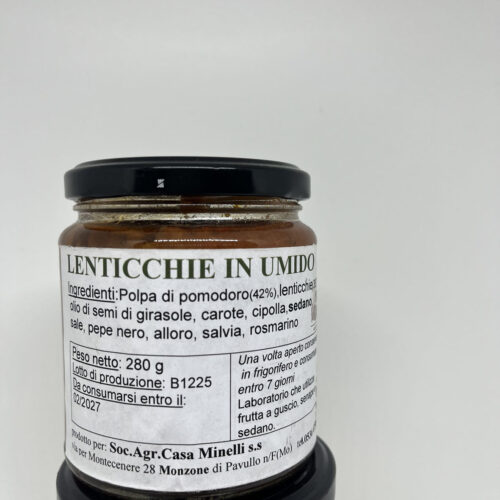 LENTICCHIE IN UMIDO
Ingredienti:Polpa di pomodoro(42%),lenticchie,
olio di semi di girasole, carote, cipolla,sedano,
sale, pepe nero, alloro, salvia, rosmarino
Peso netto: 280 g
Lotto di produzione: B1225
Da consumarsi entro il:
02/2027
Una volta aperto
in frigorifero e
entro 7 giorni
Laboratorio che utilizza
frutta a guscio,
sedano.
prodotto per: Soc.Agr.Casa Minelli s.s
Via per Montecenere 28 Monzone di Pavullo n/F(Mo)